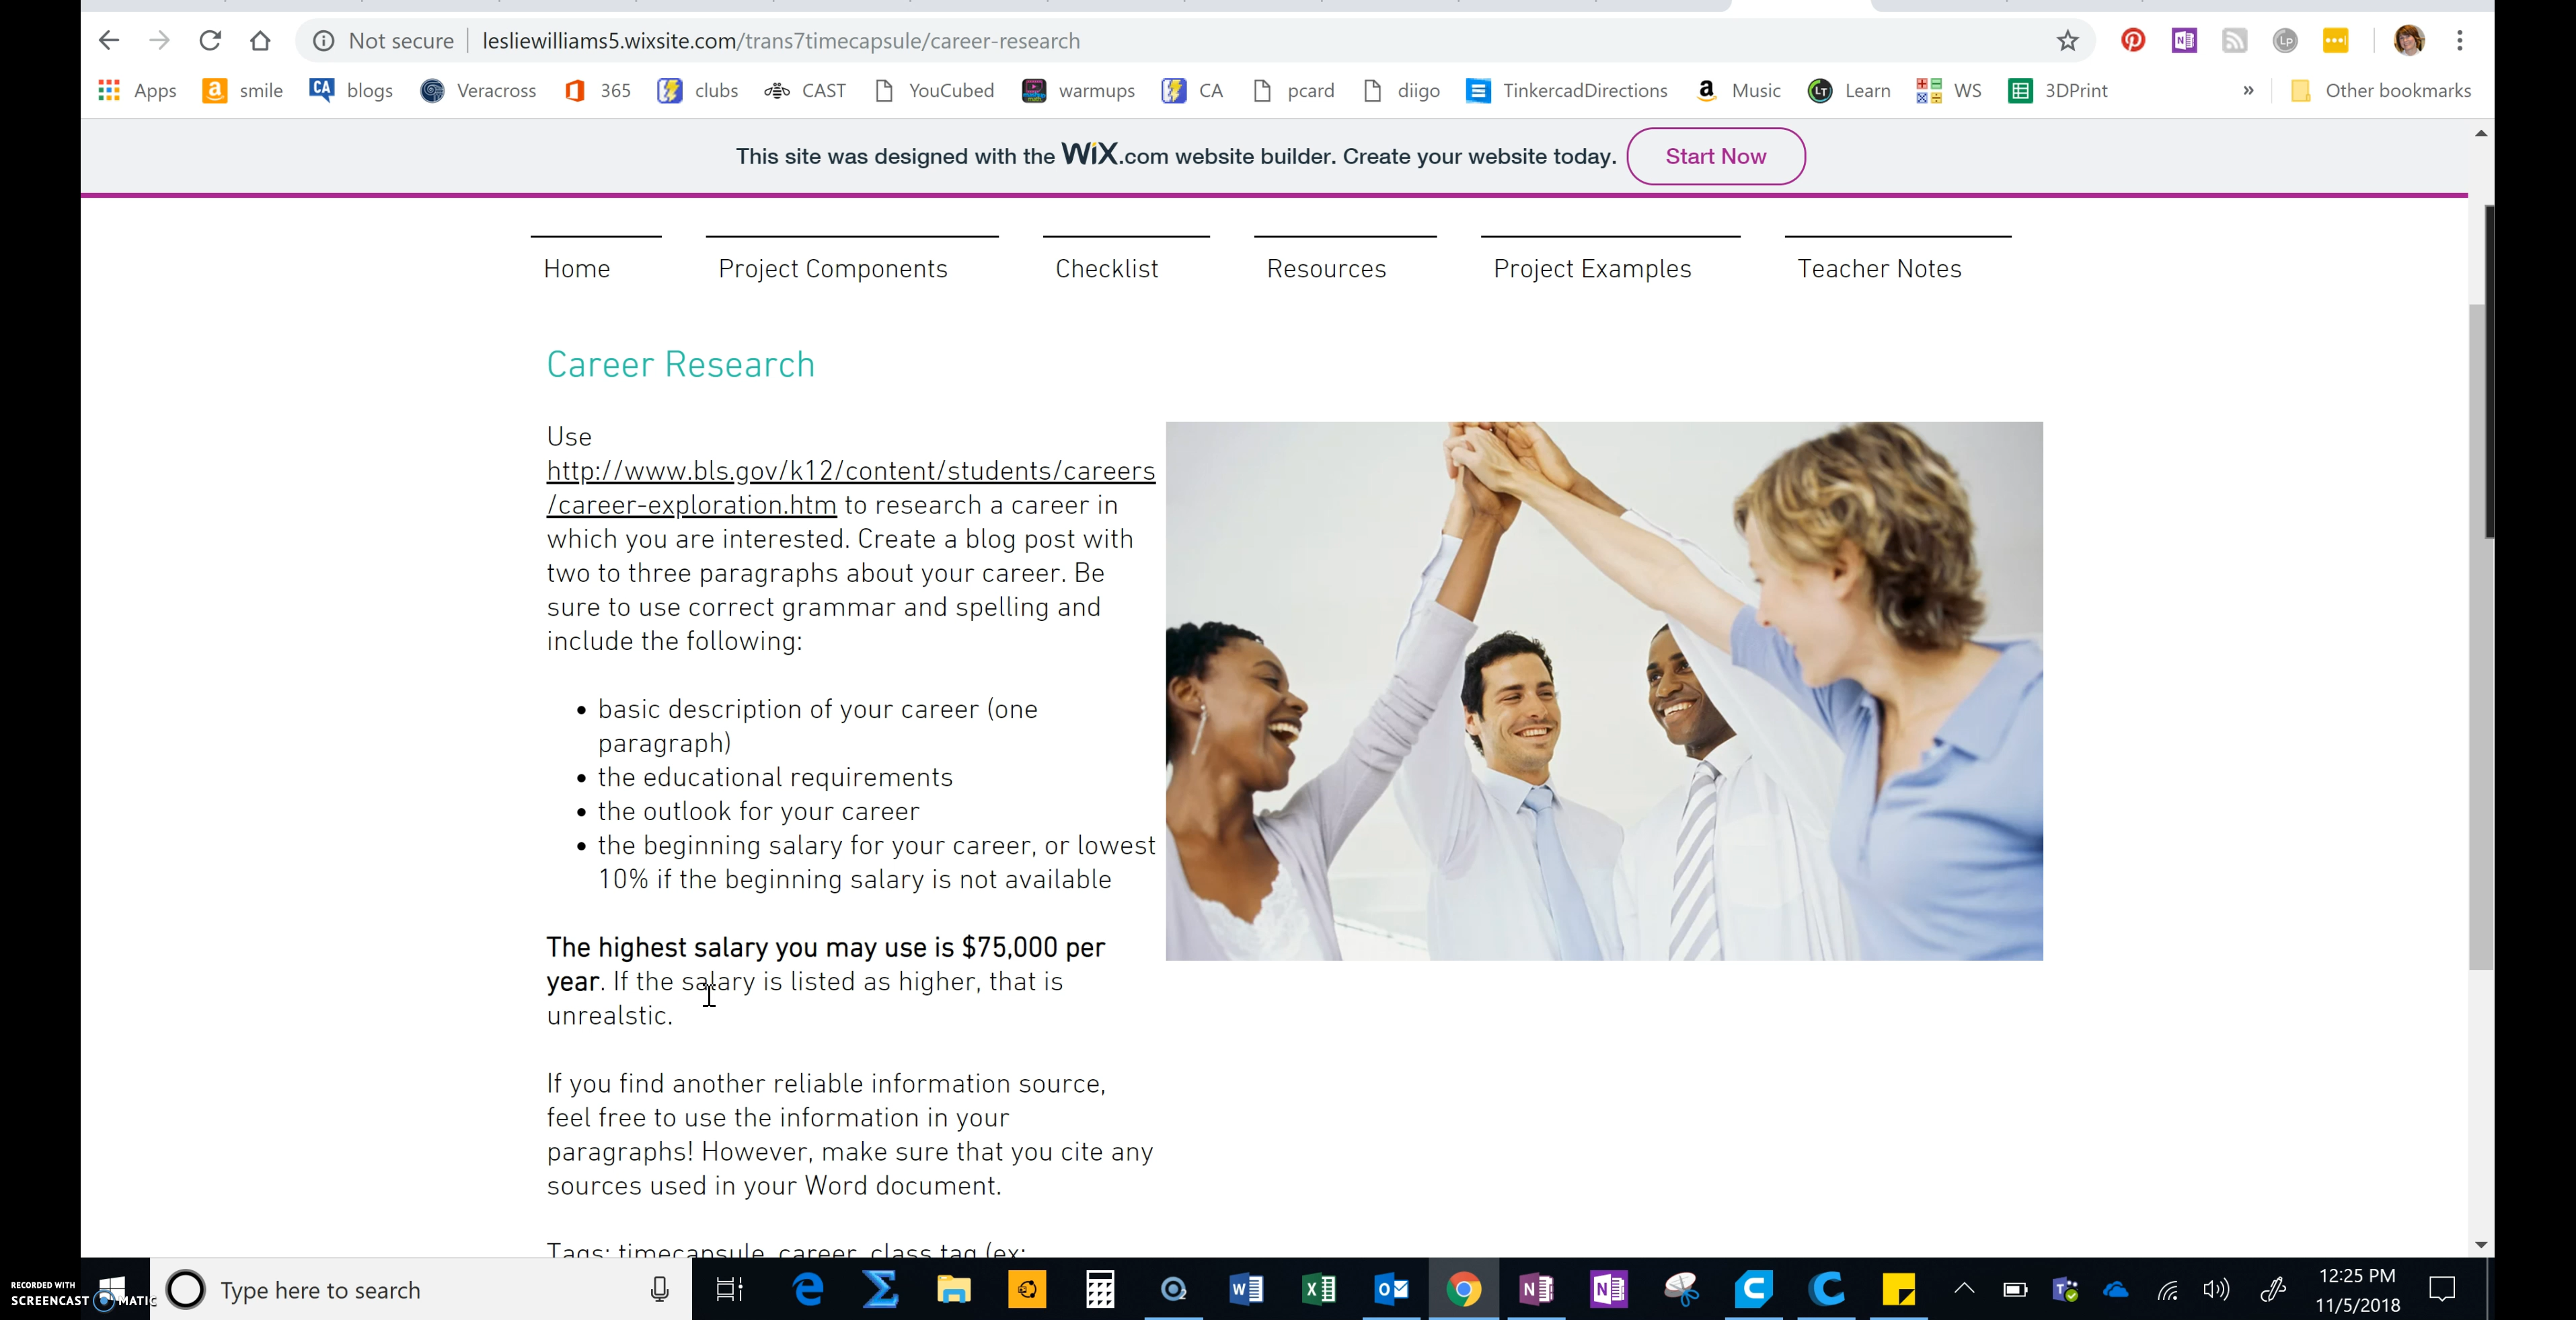 Not secure | lesliewilliams5.wixsite.com/trans7timecapsule/career-research
Apps smile blogs Veracross 365 clubs CAST YouCubed warmups CA pcard diigo TinkercadDirections Music Learn WS 3DPrint » Other bookmarks
This site was designed with the WiX.com website builder. Create your website today. Start Now
Home Project Components Checklist Resources Project Examples Teacher Notes
Career Research
Use
http://www.bls.gov/k12/content/students/careers
/career-exploration.htm to research a career in
which you are interested. Create a blog post with
two to three paragraphs about your career. Be
sure to use correct grammar and spelling and
include the following:
• basic description of your career (one
paragraph)
• the educational requirements
• the outlook for your career
• the beginning salary for your career, or lowest
10% if the beginning salary is not available
The highest salary you may use is $75,000 per
year. If the salary is listed as higher, that is
unrealstic.
If you find another reliable information source,
feel free to use the information in your
paragraphs! However, make sure that you cite any
sources used in your Word document.
Tags: timecapsule, career, class tag (ex:
RECORDED WITH
SCREENCAST MATIC
Type here to search
12:25 PM
11/5/2018